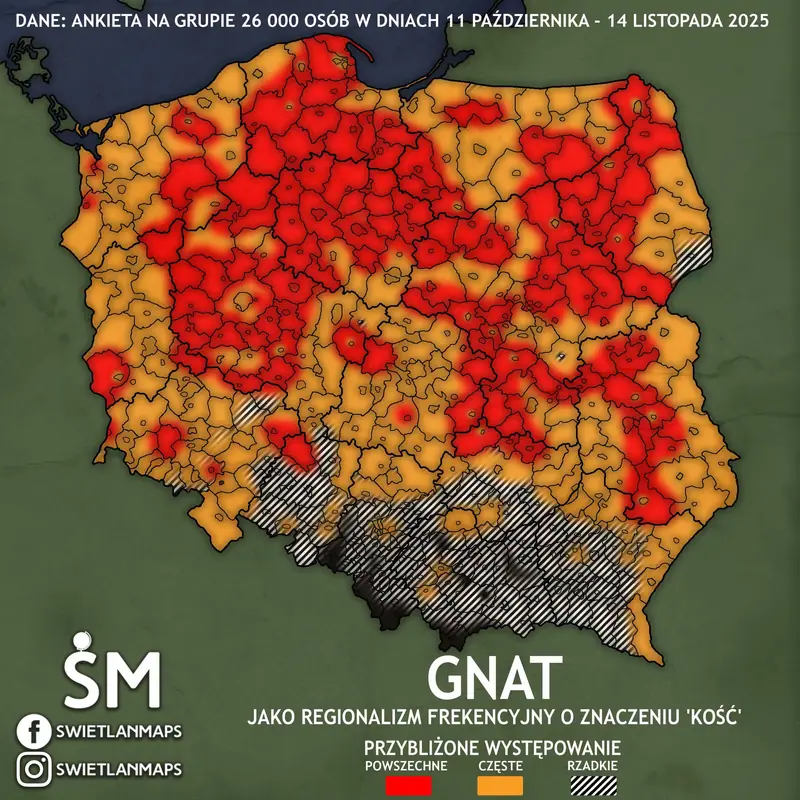 DANE: ANKIETA NA GRUPIE 26 000 OSÓB W DNIACH 11 PAŹDZIERNIKA - 14 LISTOPADA 2025
GNAT
JAKO REGIONALIZM FREKENCYJNY O ZNACZENIU 'KOŚĆ'
PRZYBLIŻONE WYSTĘPOWANIE
POWSZECHNE CZĘSTE RZADKIE
ŚM
SWIETLANMAPS
SWIETLANMAPS